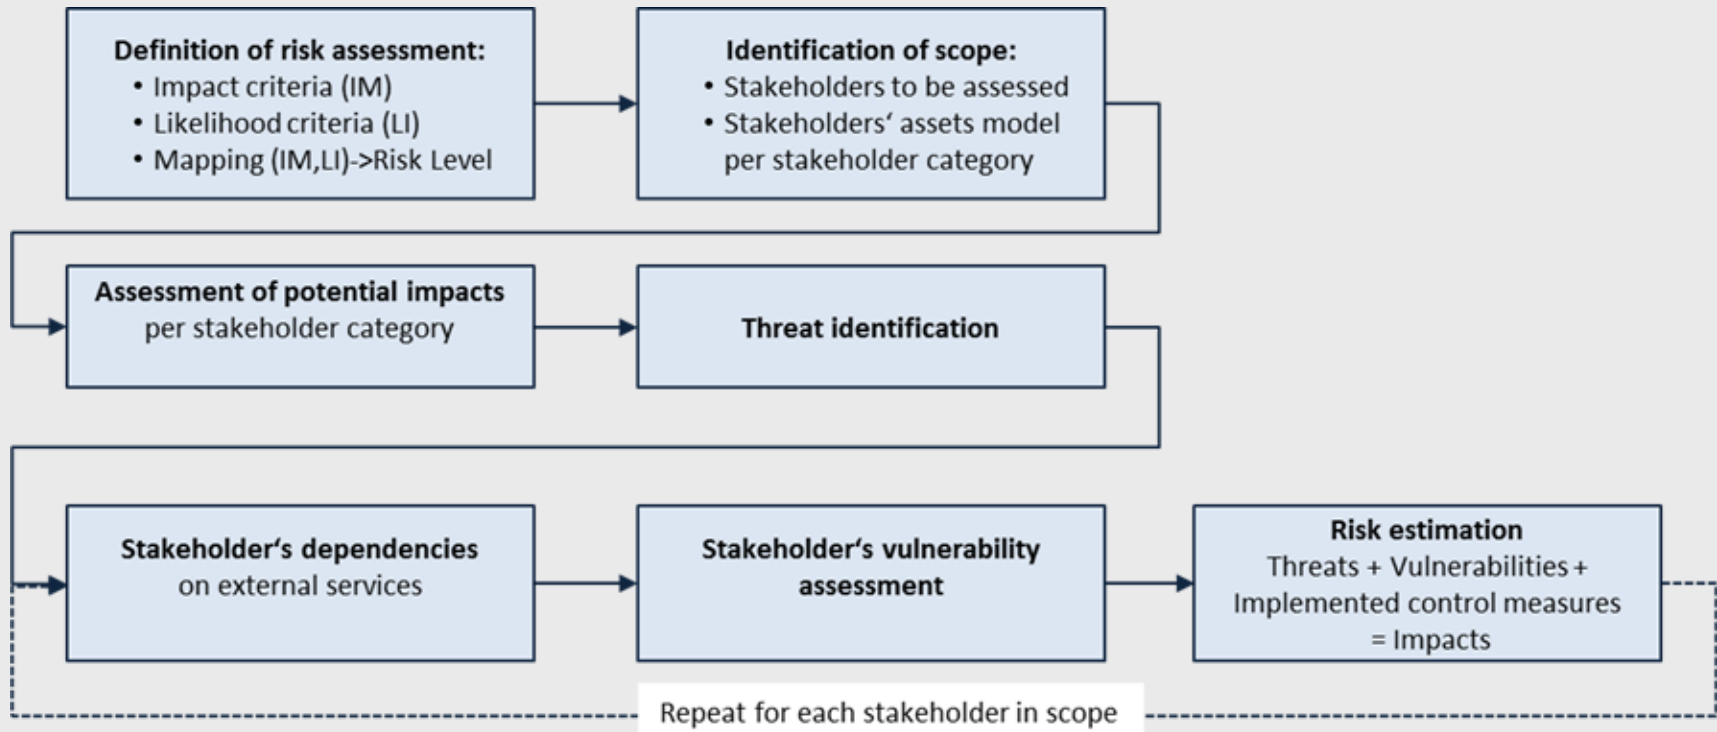 Definition of risk assessment:
• Impact criteria (IM)
• Likelihood criteria (LI)
• Mapping (IM,LI)->Risk Level
Identification of scope:
• Stakeholders to be assessed
• Stakeholders‘ assets model
per stakeholder category
Assessment of potential impacts
per stakeholder category
Threat identification
Stakeholder‘s dependencies
on external services
Stakeholder‘s vulnerability
assessment
Risk estimation
Threats + Vulnerabilities +
Implemented control measures
= Impacts
Repeat for each stakeholder in scope